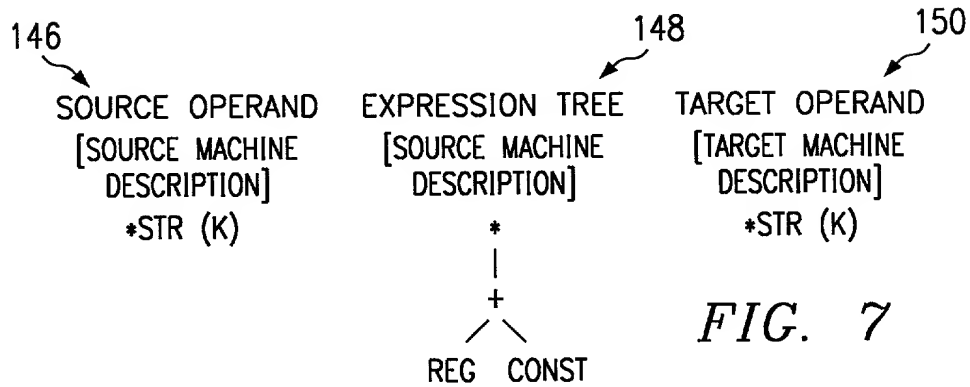 146
SOURCE OPERAND
[SOURCE MACHINE
DESCRIPTION]
*STR (K)
148
EXPRESSION TREE
[SOURCE MACHINE
DESCRIPTION]
*
+
REG CONST
150
TARGET OPERAND
[TARGET MACHINE
DESCRIPTION]
*STR (K)
FIG. 7